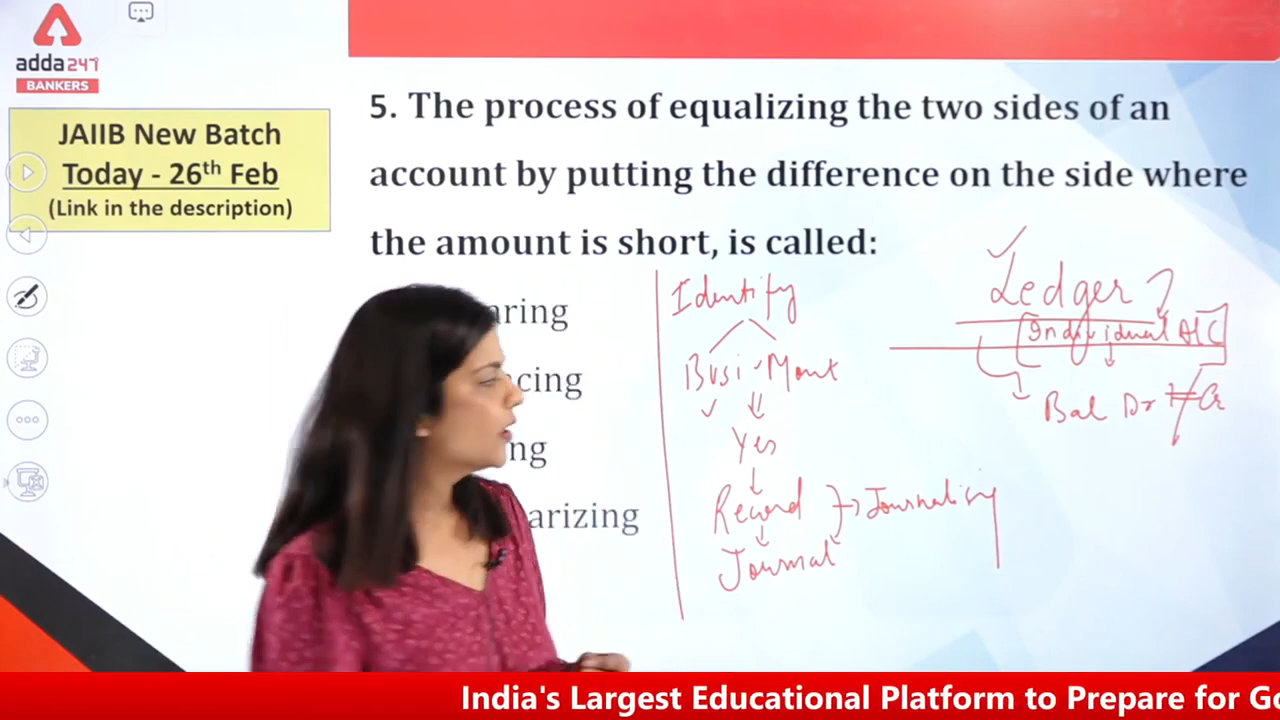 adda247
BANKERS
JAIIB New Batch
Today - 26th Feb
(Link in the description)
5. The process of equalizing the two sides of an
account by putting the difference on the side where
the amount is short, is called:
aring
cing
ng
arizing
Identify
Busi
Yes
Record
Journal
Ledger
Individual A/C
Bal Dr ≠ Cr
India's Largest Educational Platform to Prepare for Go